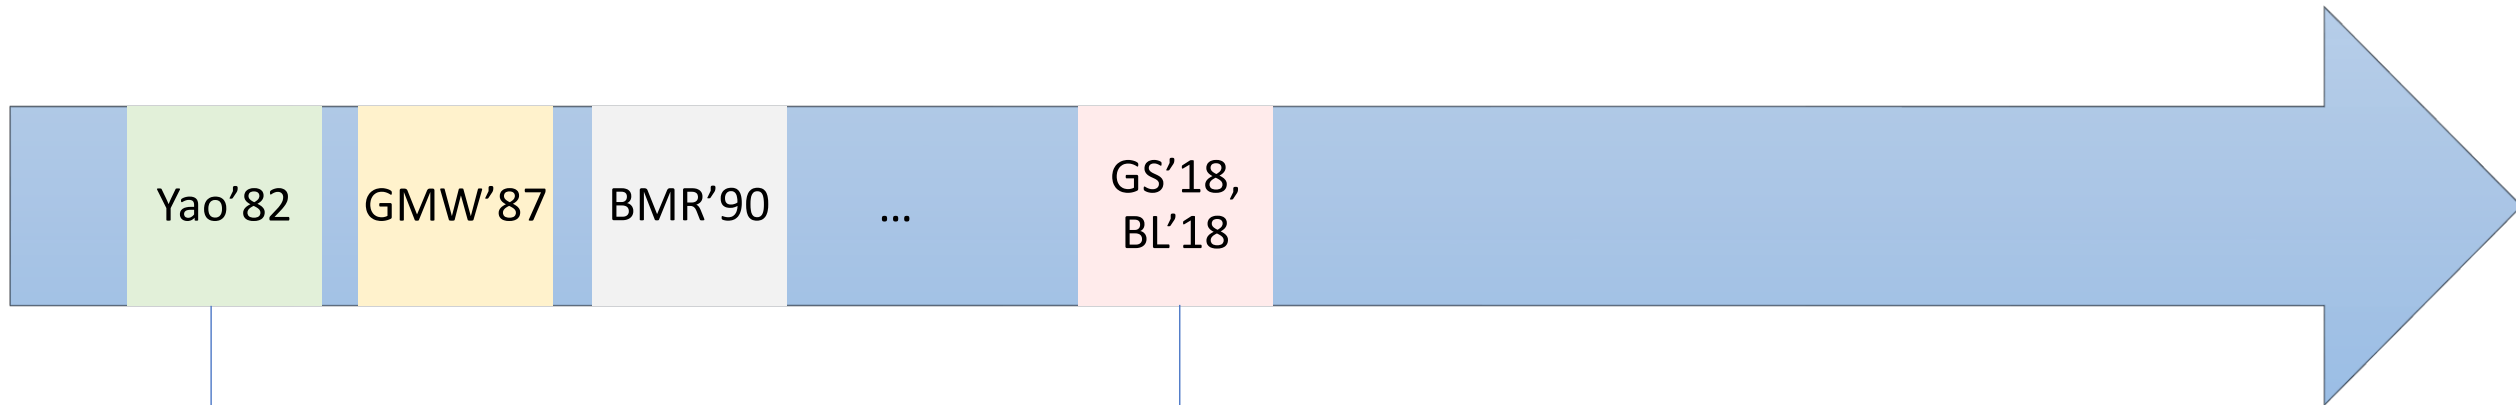 Yao’82
GMW’87
BMR’90
…
GS’18,
BL’18